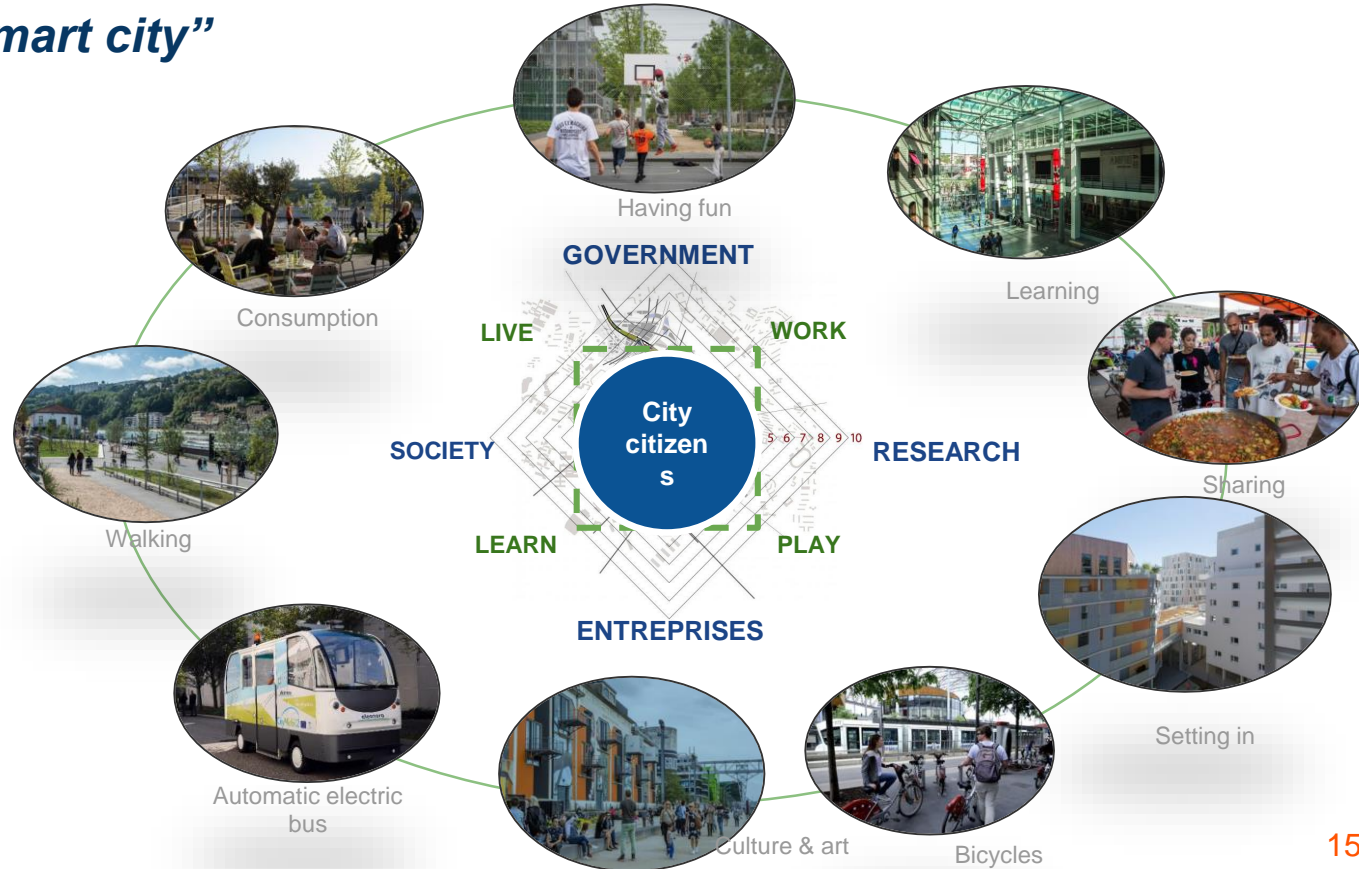 mart city”
Having fun
GOVERNMENT
Learning
Consumption
LIVE
WORK
City
citizen
s
5 6 7 8 9 10
SOCIETY
RESEARCH
Sharing
Walking
LEARN
PLAY
ENTREPRISES
Setting in
Automatic electric
bus
Culture & art
Bicycles
15